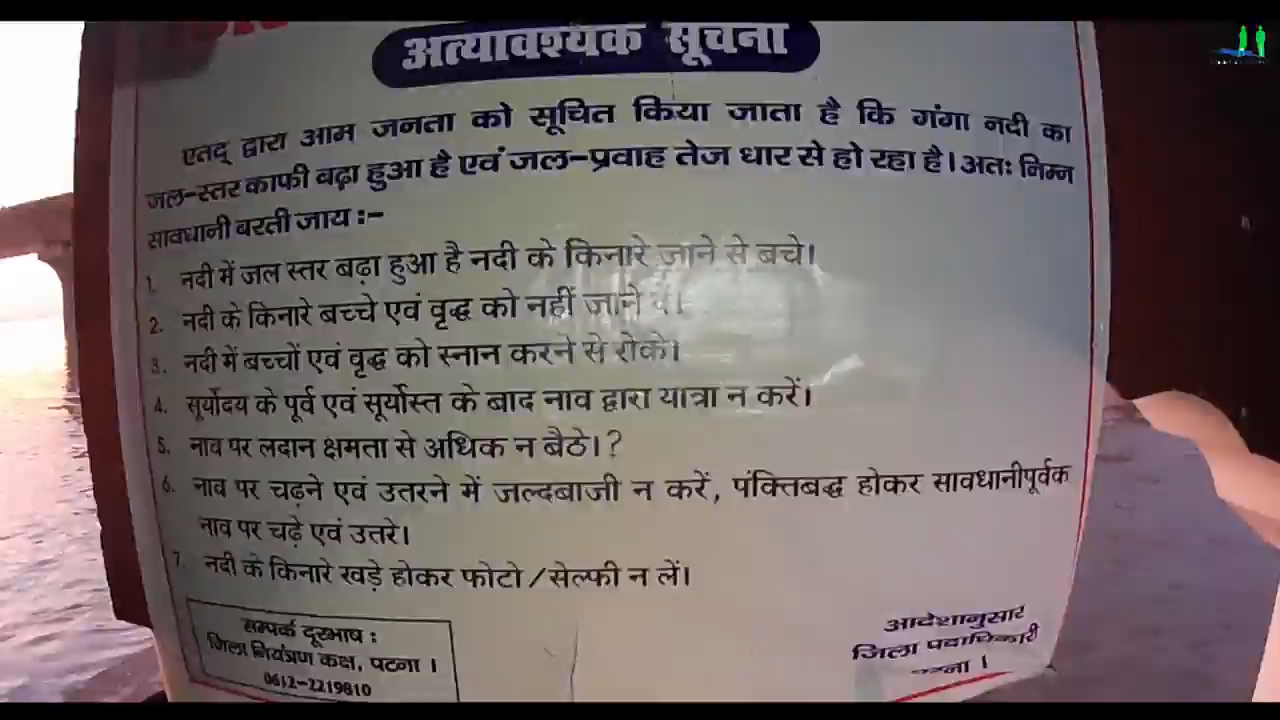 अत्यावश्यक सूचना
एतद् द्वारा आम जनता को सूचित किया जाता है कि गंगा नदी का
जल-स्तर काफी बढ़ा हुआ है एवं जल-प्रवाह तेज धार से हो रहा है। अतः निम्न
सावधानी बरती जाय :-
1. नदी में जल स्तर बढ़ा हुआ है नदी के किनारे जाने से बचे।
2. नदी के किनारे बच्चे एवं वृद्ध को नहीं जाने दें।
3. नदी में बच्चों एवं वृद्ध को स्नान करने से रोके।
4. सूर्योदय के पूर्व एवं सूर्योस्त के बाद नाव द्वारा यात्रा न करें।
5. नाव पर लदान क्षमता से अधिक न बैठे।?
6. नाव पर चढ़ने एवं उतरने में जल्दबाजी न करें, पंक्तिबद्ध होकर सावधानीपूर्वक
नाव पर चढ़े एवं उतरे।
7. नदी के किनारे खड़े होकर फोटो/सेल्फी न लें।
सम्पर्क दूरभाष :
जिला नियंत्रण कक्ष, पटना।
0612-2219810
आदेशानुसार
जिला पदाधिकारी